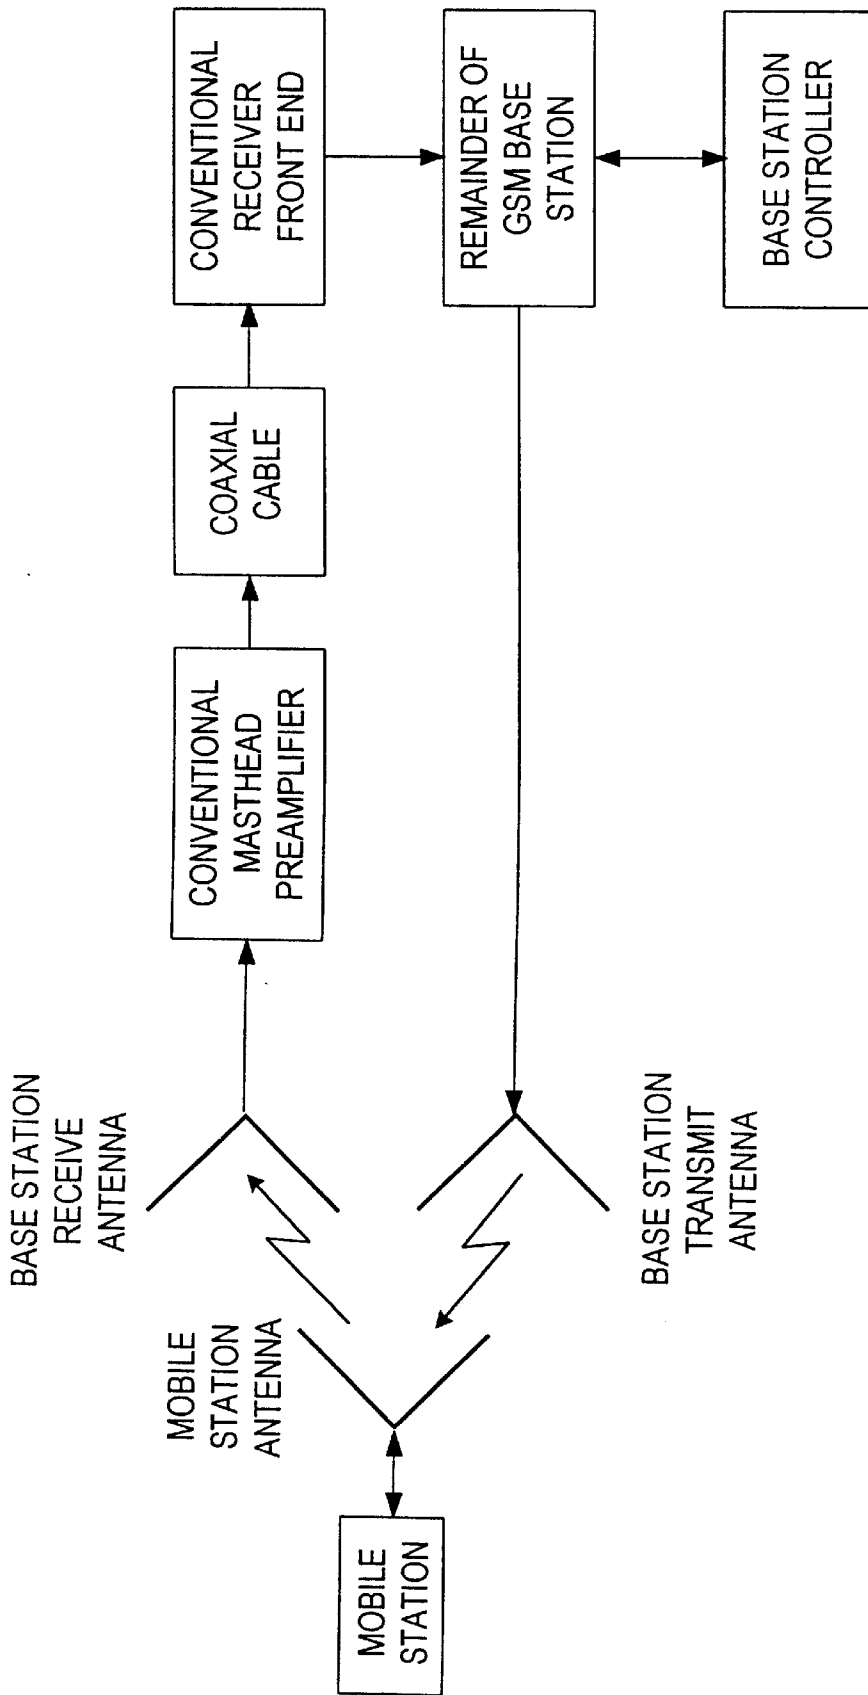 MOBILE
STATION
MOBILE
STATION
ANTENNA
BASE STATION
RECEIVE
ANTENNA
BASE STATION
TRANSMIT
ANTENNA
CONVENTIONAL
MASTHEAD
PREAMPLIFIER
COAXIAL
CABLE
CONVENTIONAL
RECEIVER
FRONT END
REMAINDER OF
GSM BASE
STATION
BASE STATION
CONTROLLER